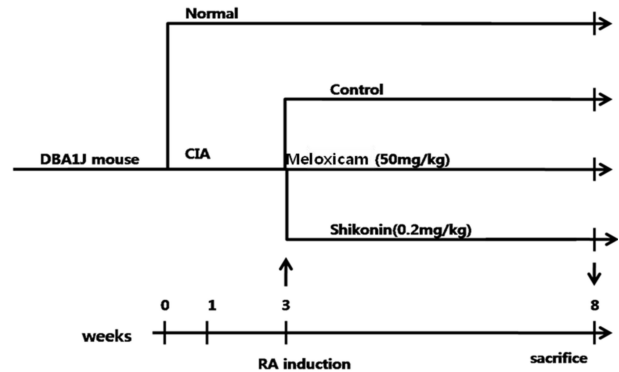 Normal
Control
DBA1J mouse
CIA
Meloxicam (50mg/kg)
Shikonin(0.2mg/kg)
0 1 3 8
weeks
RA induction
sacrifice